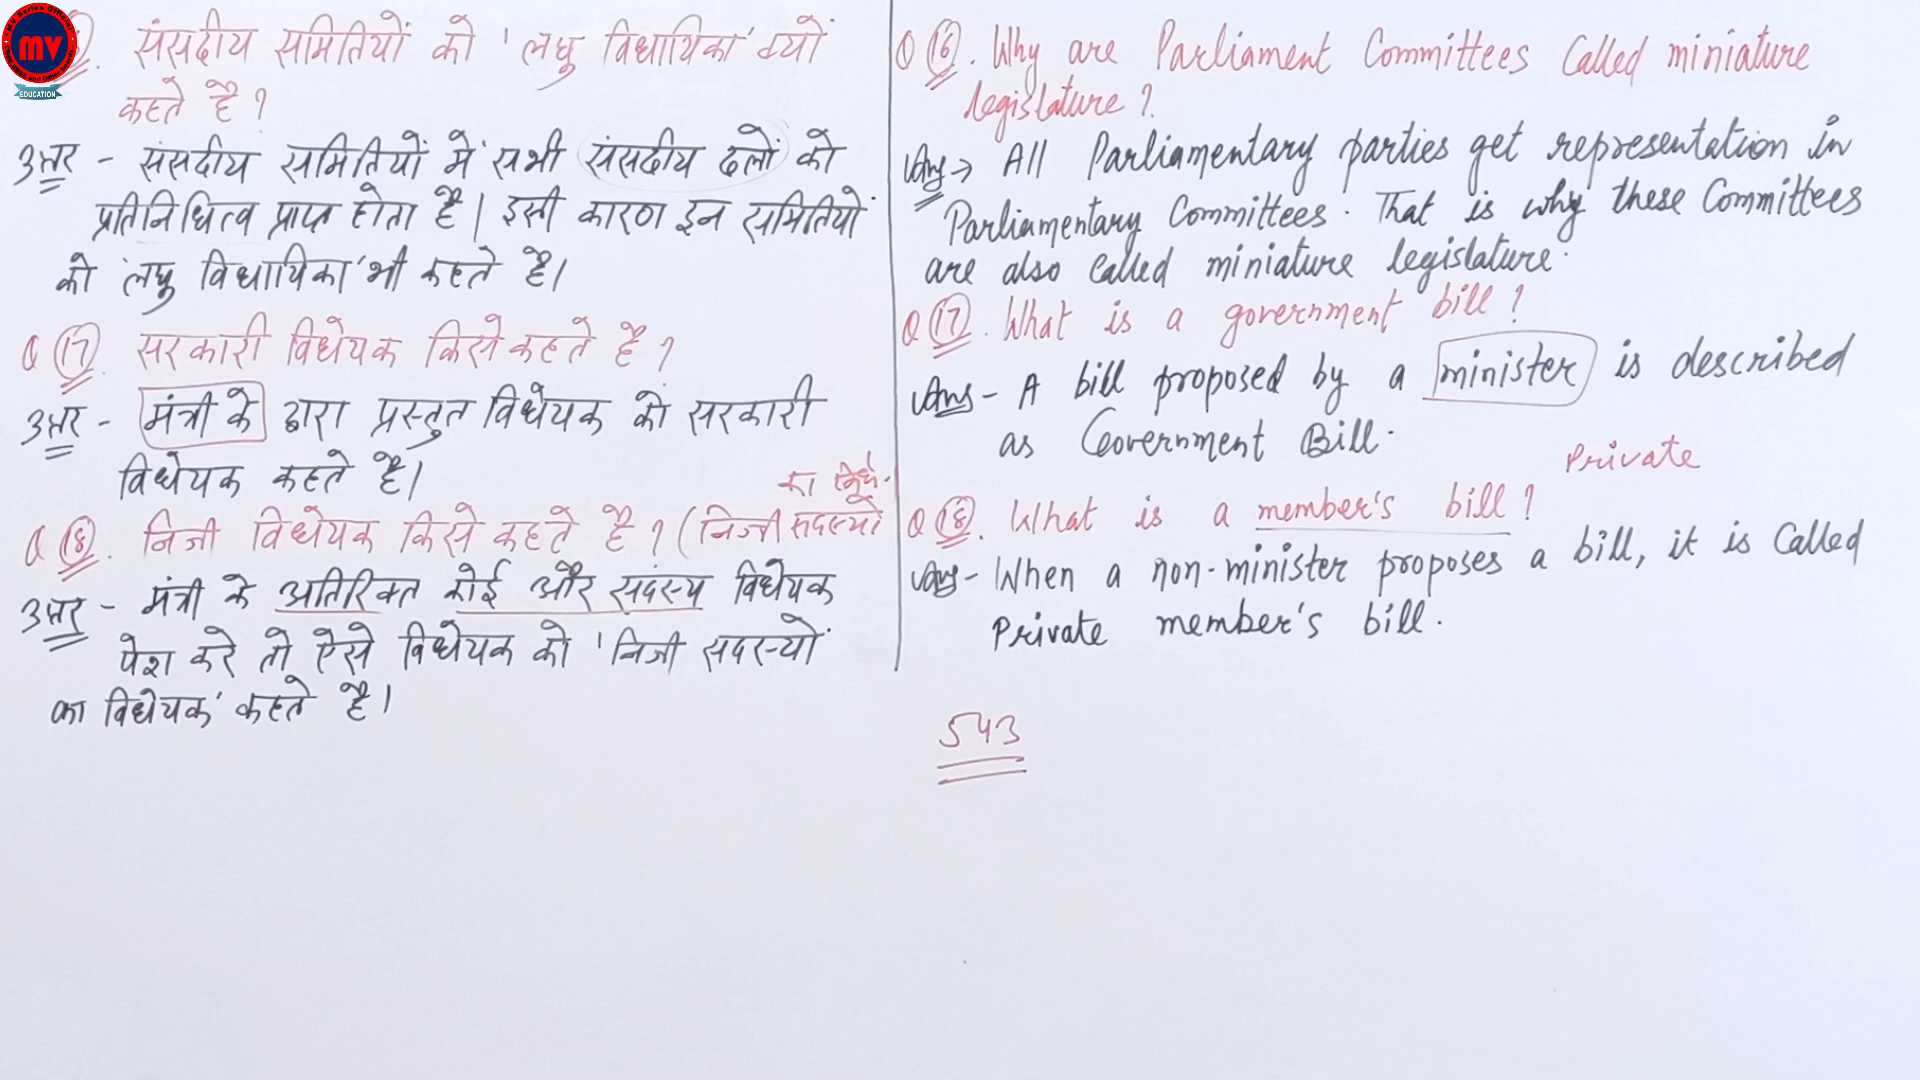 संसदीय समितियों को 'लघु विधायिका' क्यों
कहते है?
उत्तर - संसदीय समितियों में सभी संसदीय दलों को
प्रतिनिधित्व प्राप्त होता है। इसी कारण इन समितियों
को 'लघु विधायिका' भी कहते है।
Q 17. सरकारी विधेयक किसे कहते है?
उत्तर - मंत्री के द्वारा प्रस्तुत विधेयक को सरकारी
विधेयक कहते है।
का विधे.
Q 18. निजी विधेयक किसे कहते है? (निजी सदस्यों
उत्तर - मंत्री के अतिरिक्त कोई और सदस्य विधेयक
पेश करे तो ऐसे विधेयक को 'निजी सदस्यों
का विधेयक' कहते है।
Q 16. Why are Parliament Committees Called miniature
legislature?
Ans → All Parliamentary parties get representation in
Parliamentary Committees. That is why these Committees
are also Called miniature legislature.
Q 17. What is a government bill?
Ans - A bill proposed by a minister is described
as Government Bill.
Private
Q 18. What is a member's bill?
Ans - When a non-minister proposes a bill, it is Called
Private member's bill.
543
mv
EDUCATION